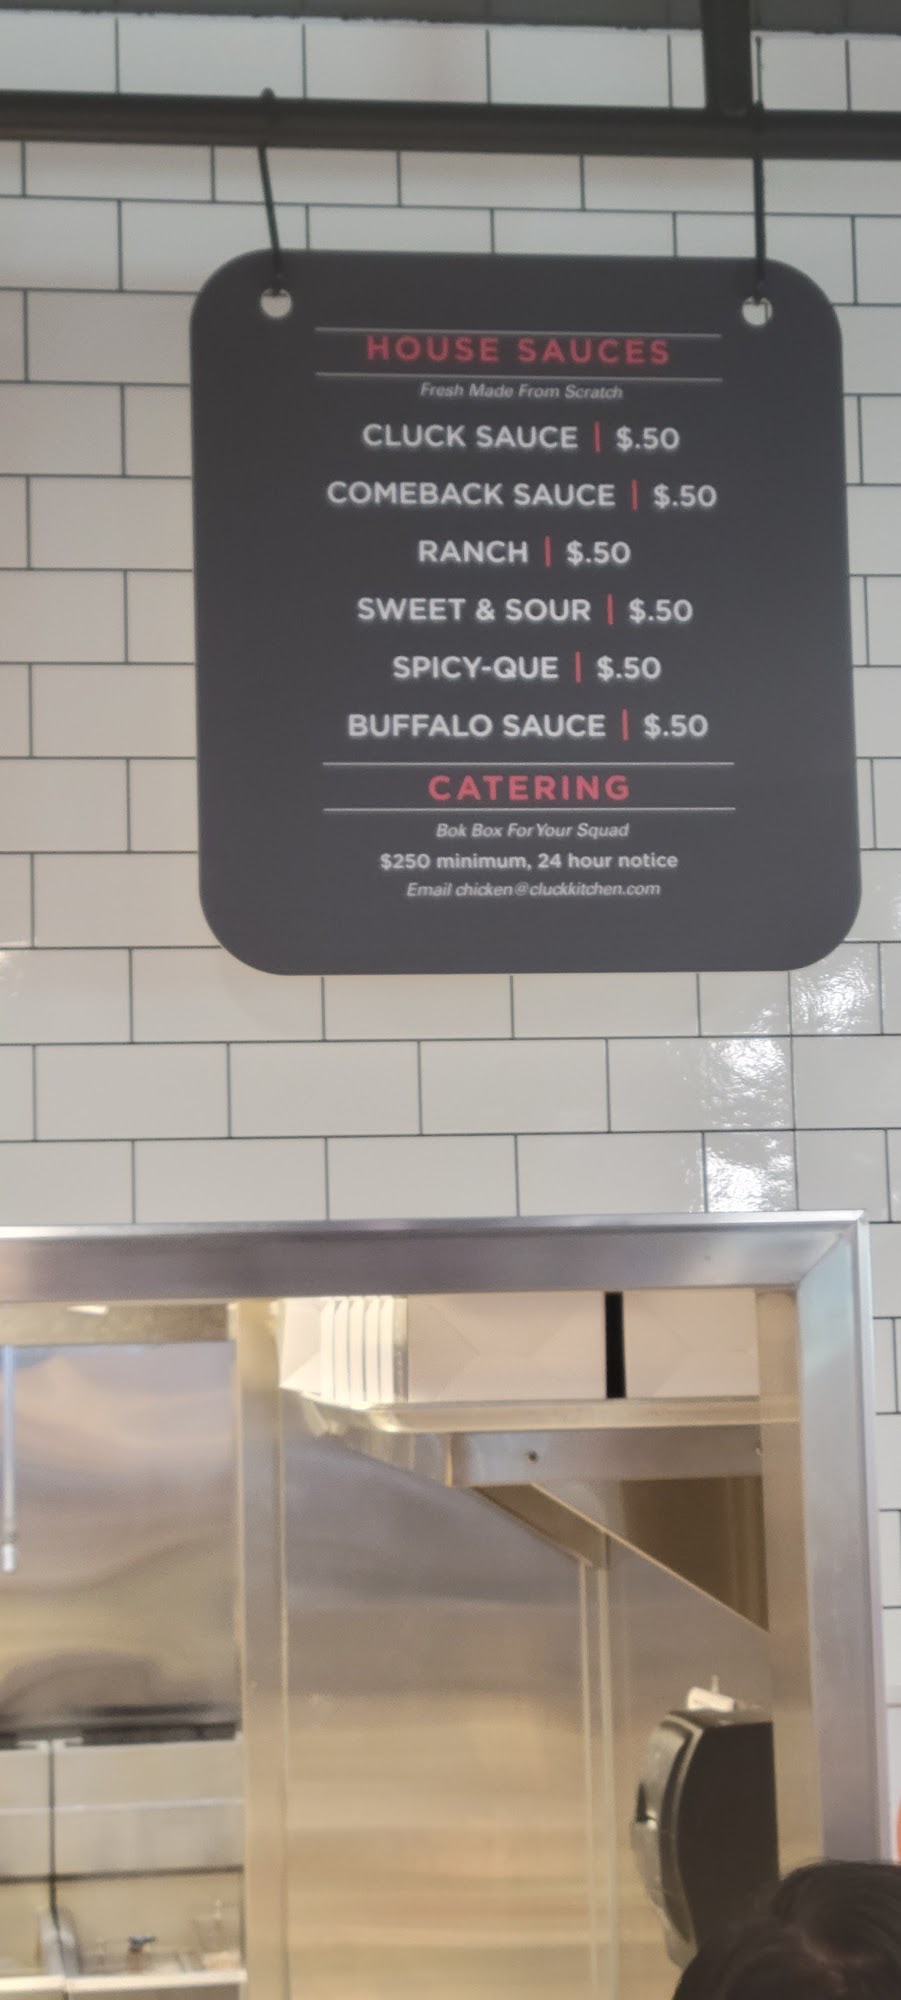 HOUSE SAUCES
Fresh Made From Scratch
CLUCK SAUCE | $.50
COMEBACK SAUCE | $.50
RANCH | $.50
SWEET & SOUR | $.50
SPICY-QUE | $.50
BUFFALO SAUCE | $.50
CATERING
Bok Box For Your Squad
$250 minimum, 24 hour notice
Email chicken@cluckkitchen.com